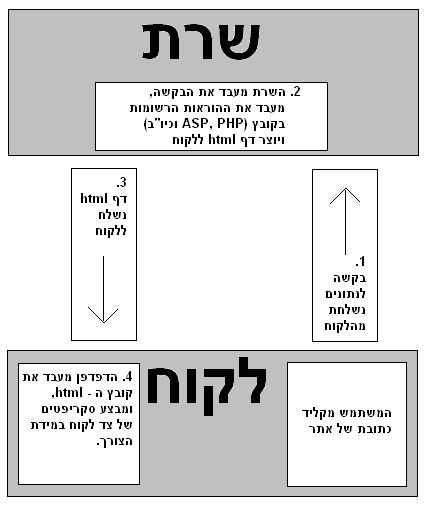 שרת
2. השרת מעבד את הבקשה,
מעבד את ההוראות הרשומות
בקובץ (ASP, PHP וכיו"ב)
ויוצר דף html ללקוח
3.
דף html
נשלח
ללקוח
1.
בקשה
לנתונים
נשלחת
מהלקוח
לקוח
המשתמש מקליד
כתובת של אתר
4. הדפדפן מעבד את
קובץ ה - html,
ומבצע סקריפטים
של צד לקוח במידת
הצורך.